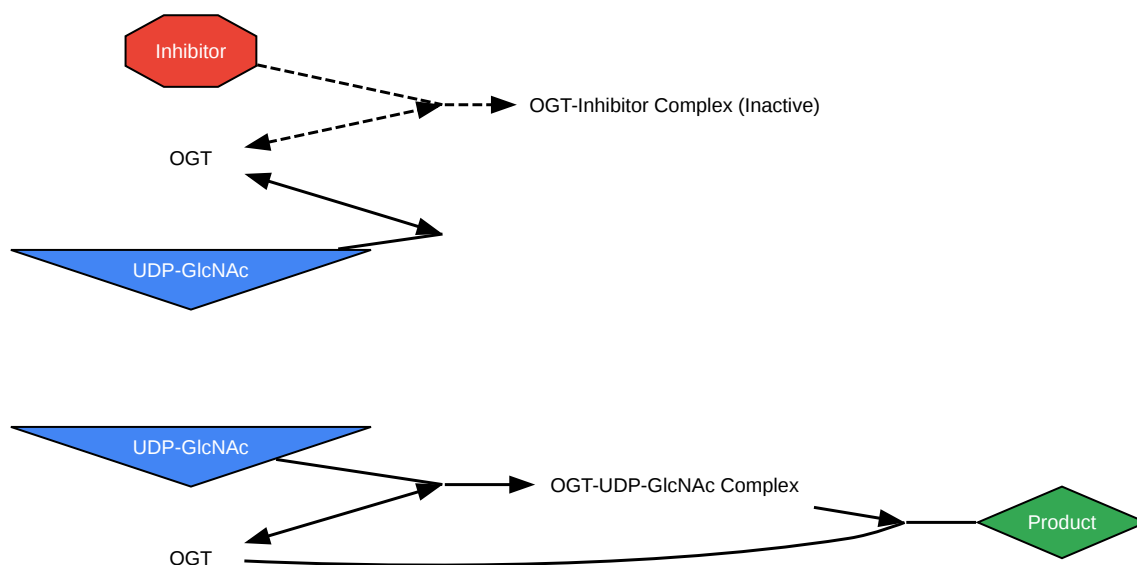 Inhibitor
OGT-Inhibitor Complex (Inactive)
OGT
UDP-GlcNAc
UDP-GlcNAc
OGT-UDP-GlcNAc Complex
Product
OGT